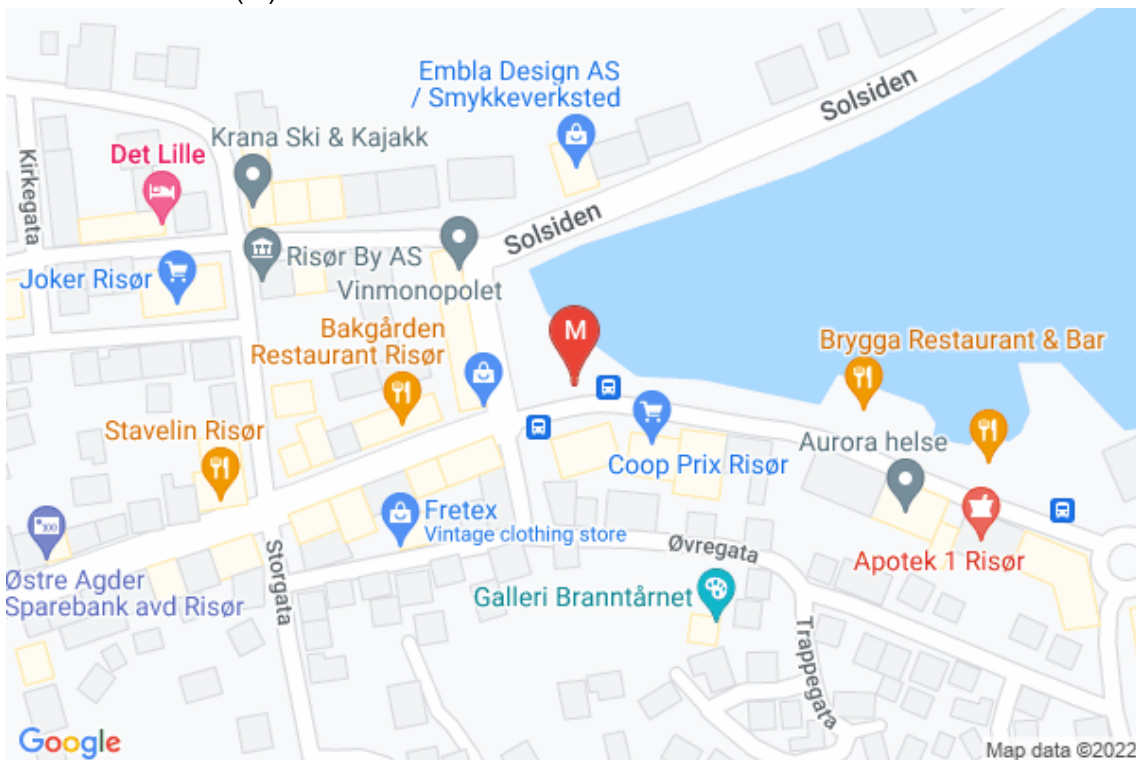 Embla Design AS
/ Smykkeverksted
Solsiden
Krana Ski & Kajakk
Det Lille
Kirkegata
Solsiden
Risør By AS
Joker Risør
Vinmonopolet
M
Bakgården
Restaurant Risør
Brygga Restaurant & Bar
Stavelin Risør
Aurora helse
Coop Prix Risør
Fretex
Vintage clothing store
Øvregata
Apotek 1 Risør
Storgata
Østre Agder
Sparebank avd Risør
Galleri Branntårnet
Trappegata
Google
Map data ©2022